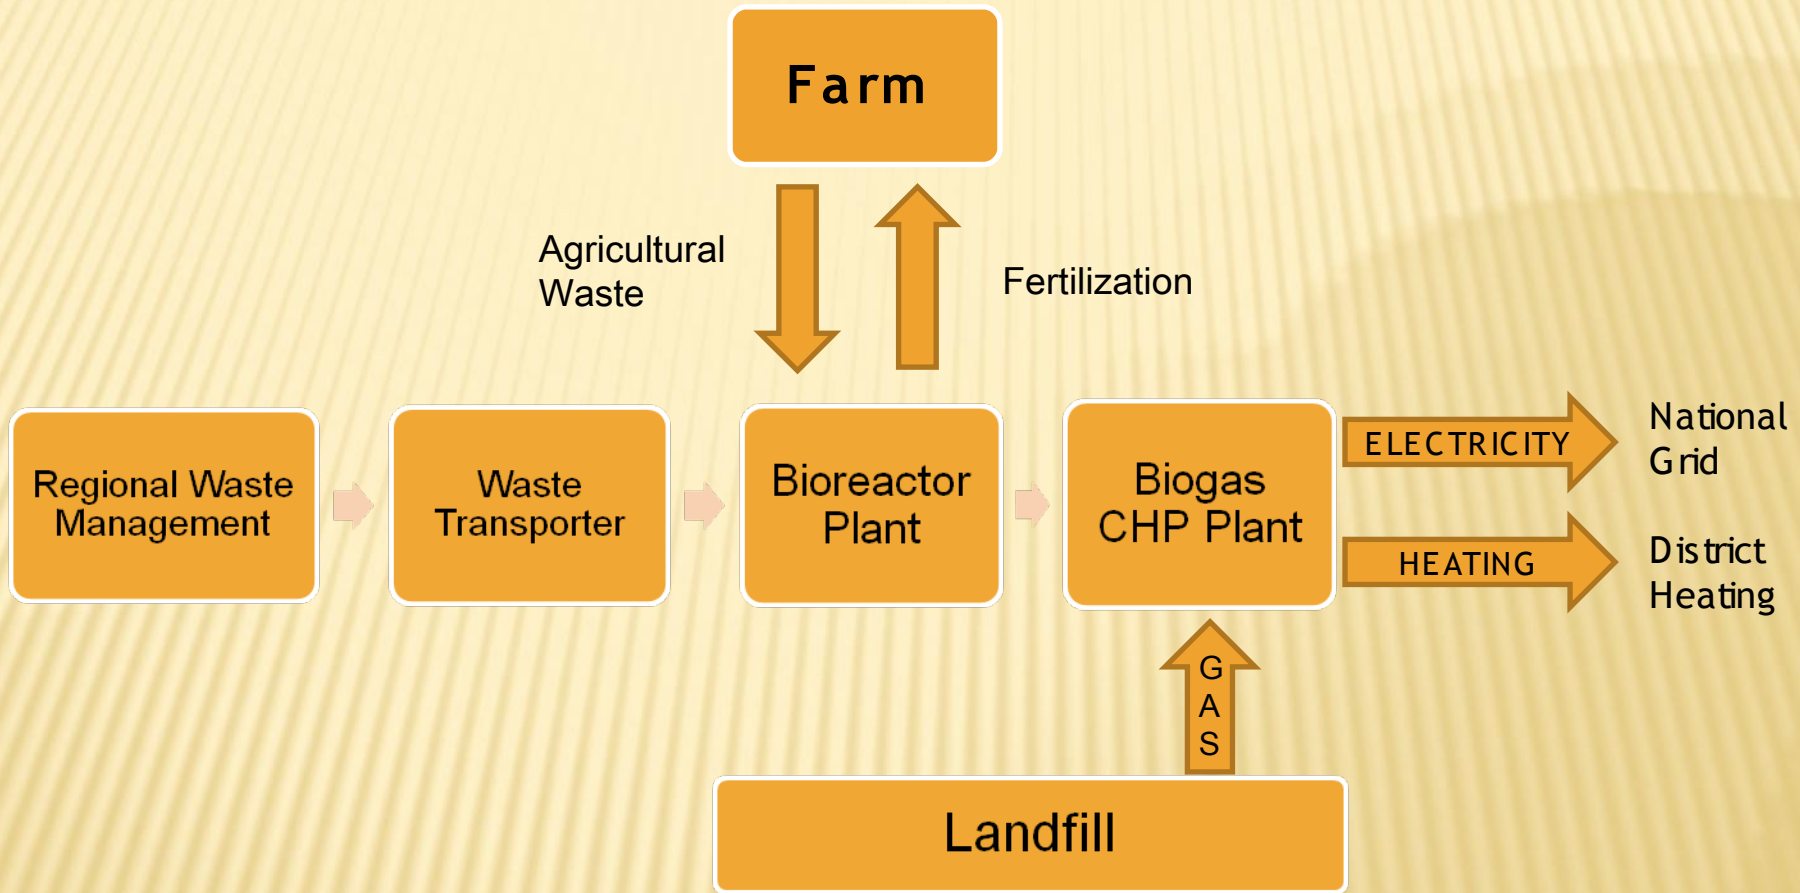 Farm
Agricultural
Waste
Fertilization
Regional Waste
Management
Waste
Transporter
Bioreactor
Plant
Biogas
CHP Plant
ELECTRICITY
National
Grid
HEATING
District
Heating
G
A
S
Landfill